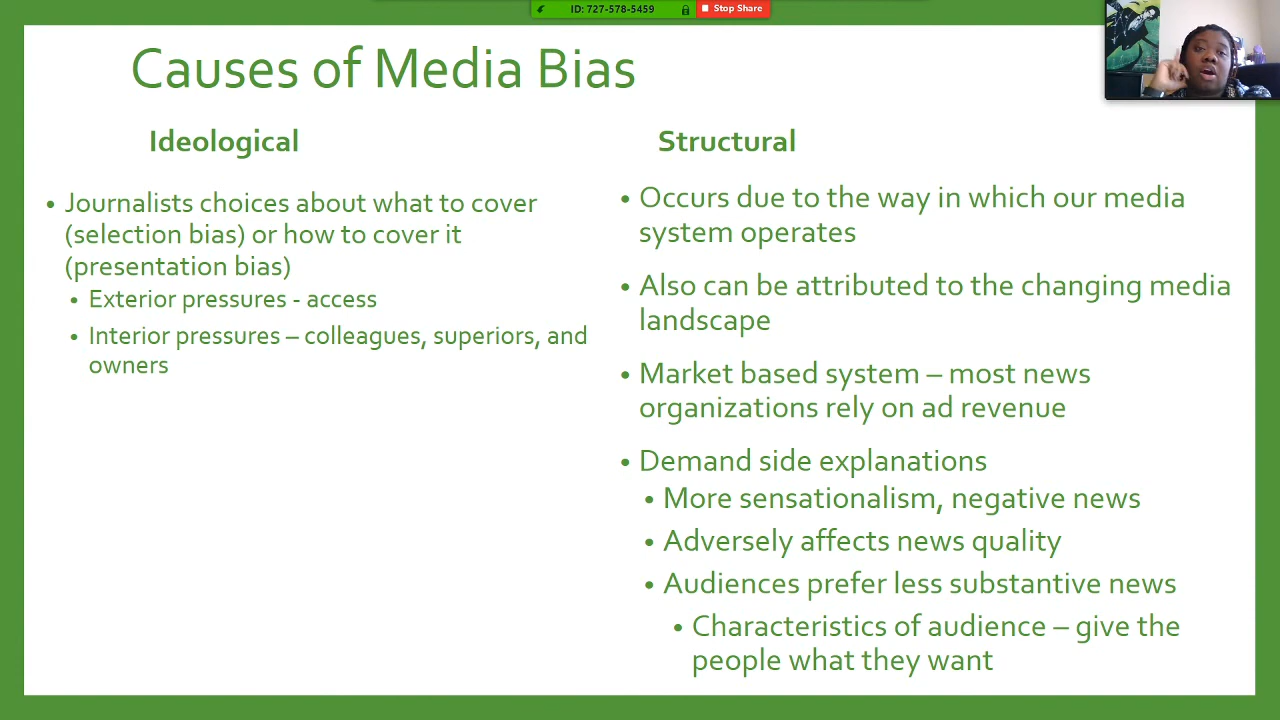 ID: 727-578-5459
Stop Share
Causes of Media Bias
Ideological
• Journalists choices about what to cover
(selection bias) or how to cover it
(presentation bias)
• Exterior pressures - access
• Interior pressures – colleagues, superiors, and
owners
Structural
• Occurs due to the way in which our media
system operates
• Also can be attributed to the changing media
landscape
• Market based system – most news
organizations rely on ad revenue
• Demand side explanations
• More sensationalism, negative news
• Adversely affects news quality
• Audiences prefer less substantive news
• Characteristics of audience – give the
people what they want